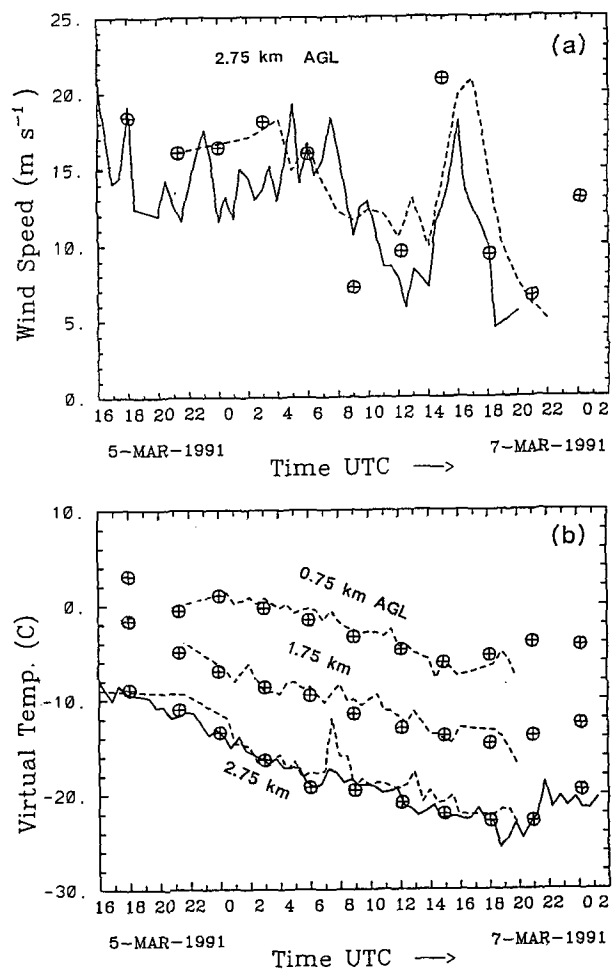 25.
(a)
2.75 km AGL
20.
15.
10.
5.
0.
Wind Speed (m s⁻¹)
16 18 20 22 0 2 4 6 8 10 12 14 16 18 20 22 0 2
5-MAR-1991 7-MAR-1991
Time UTC —>
10.
(b)
0.75 km AGL
0.
1.75 km
-10.
2.75 km
-20.
-30.
Virtual Temp. (C)
16 18 20 22 0 2 4 6 8 10 12 14 16 18 20 22 0 2
5-MAR-1991 7-MAR-1991
Time UTC —>